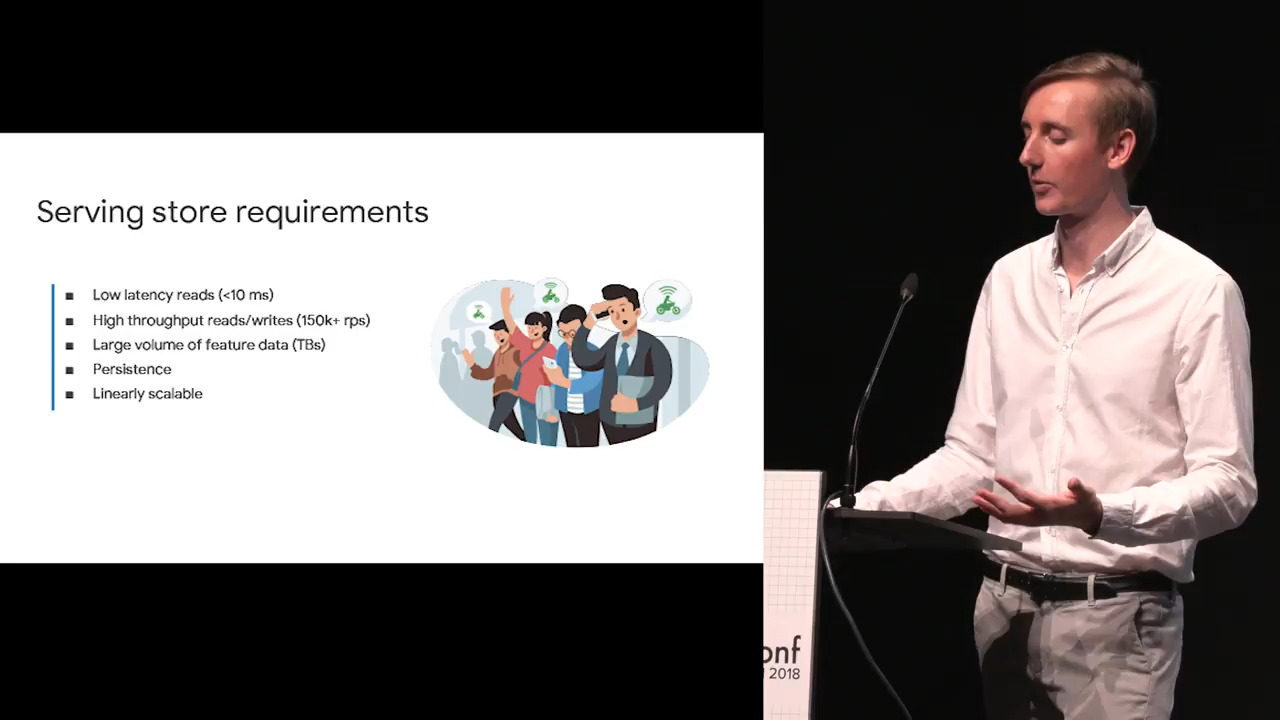 Serving store requirements
Low latency reads (<10 ms)
High throughput reads/writes (150k+ rps)
Large volume of feature data (TBs)
Persistence
Linearly scalable
onf
2018